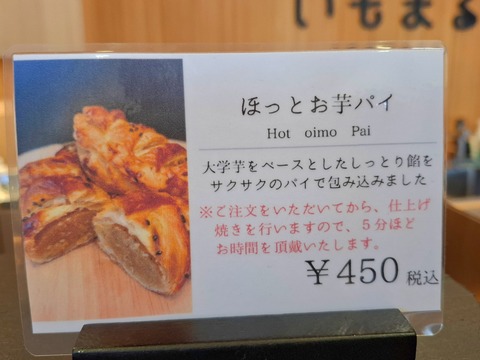 いもまる
ほっとお芋パイ
Hot oimo Pai
大学芋をベースとしたしっとり餡を
サクサクのパイで包み込みました
※ご注文をいただいてから、仕上げ
焼きを行いますので、５分ほど
お時間を頂戴いたします。
￥450 税込